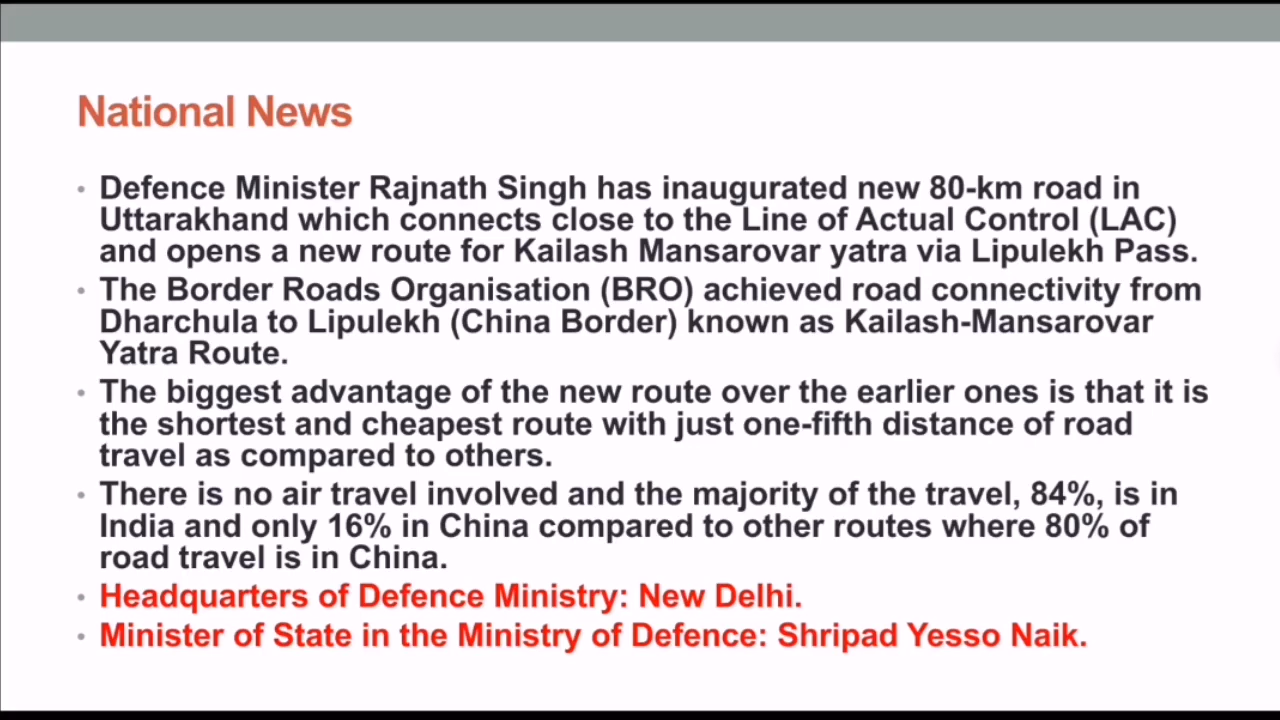 National News
• Defence Minister Rajnath Singh has inaugurated new 80-km road in
Uttarakhand which connects close to the Line of Actual Control (LAC)
and opens a new route for Kailash Mansarovar yatra via Lipulekh Pass.
• The Border Roads Organisation (BRO) achieved road connectivity from
Dharchula to Lipulekh (China Border) known as Kailash-Mansarovar
Yatra Route.
• The biggest advantage of the new route over the earlier ones is that it is
the shortest and cheapest route with just one-fifth distance of road
travel as compared to others.
• There is no air travel involved and the majority of the travel, 84%, is in
India and only 16% in China compared to other routes where 80% of
road travel is in China.
• Headquarters of Defence Ministry: New Delhi.
• Minister of State in the Ministry of Defence: Shripad Yesso Naik.